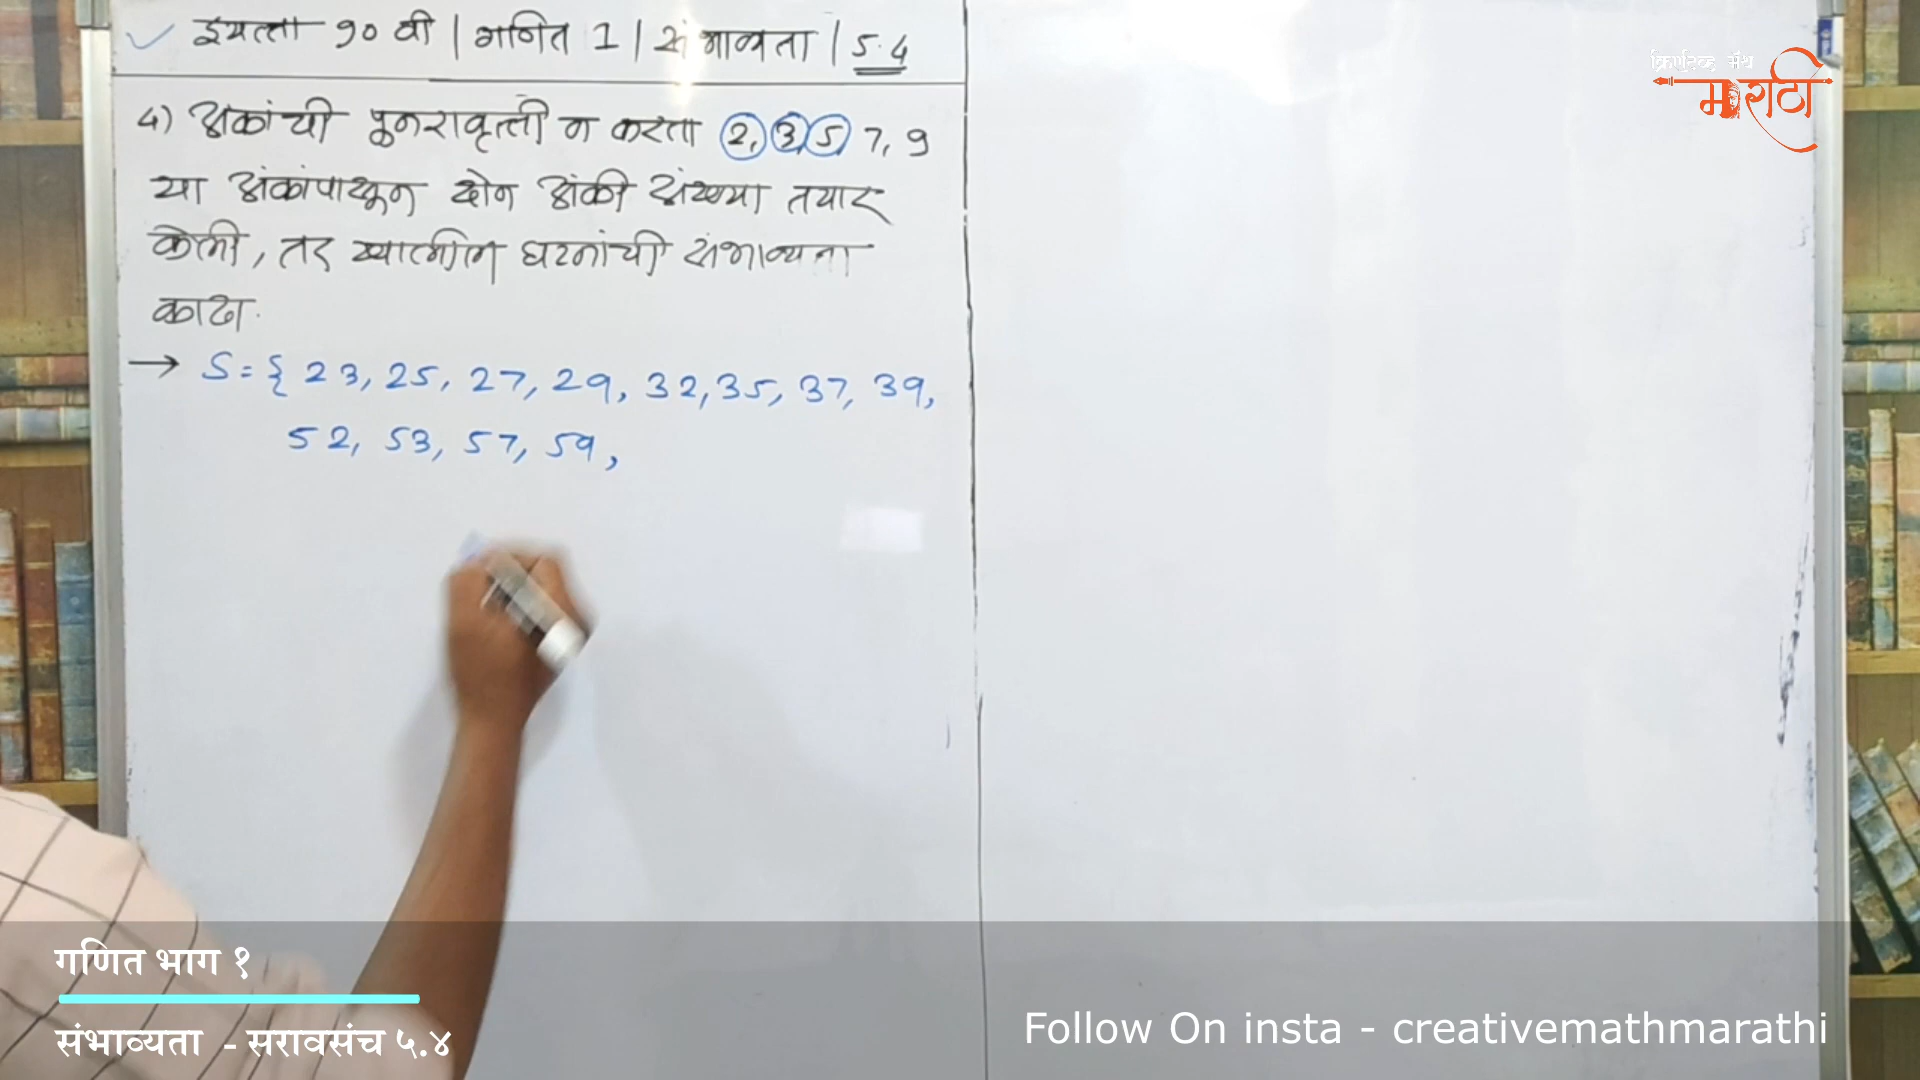 इयत्ता १० वी | गणित 1 | संभाव्यता | 5.4
4) अंकांची पुनरावृत्ती न करता 2, 3, 5, 7, 9
या अंकांपासून दोन अंकी संख्या तयार
केली, तर खालील घटनांची संभाव्यता
काढा.
→ S = { 23, 25, 27, 29, 32, 35, 37, 39,
52, 53, 57, 59,
क्रिएटिव्ह मॅथ
मराठी
गणित भाग १
संभाव्यता - सरावसंच ५.४
Follow On insta - creativemathmarathi